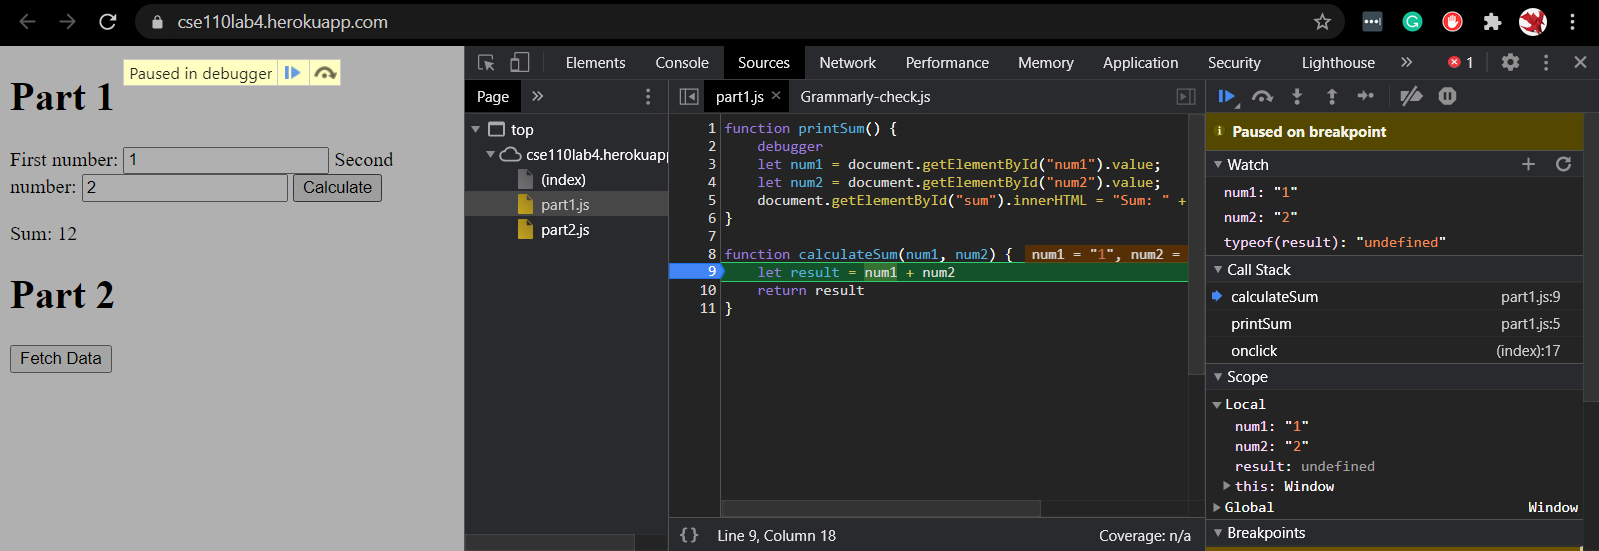 cse110lab4.herokuapp.com
Paused in debugger
Part 1
First number: 1 Second
number: 2 Calculate
Sum: 12
Part 2
Fetch Data
Elements Console Sources Network Performance Memory Application Security Lighthouse » 1
Page »
top
cse110lab4.herokuapp
(index)
part1.js
part2.js
part1.js × Grammarly-check.js
1 function printSum() {
2 debugger
3 let num1 = document.getElementById("num1").value;
4 let num2 = document.getElementById("num2").value;
5 document.getElementById("sum").innerHTML = "Sum: " +
6 }
7
8 function calculateSum(num1, num2) { num1 = "1", num2 =
9 let result = num1 + num2
10 return result
11 }
{} Line 9, Column 18 Coverage: n/a
Paused on breakpoint
Watch
num1: "1"
num2: "2"
typeof(result): "undefined"
Call Stack
calculateSum part1.js:9
printSum part1.js:5
onclick (index):17
Scope
Local
num1: "1"
num2: "2"
result: undefined
this: Window
Global Window
Breakpoints